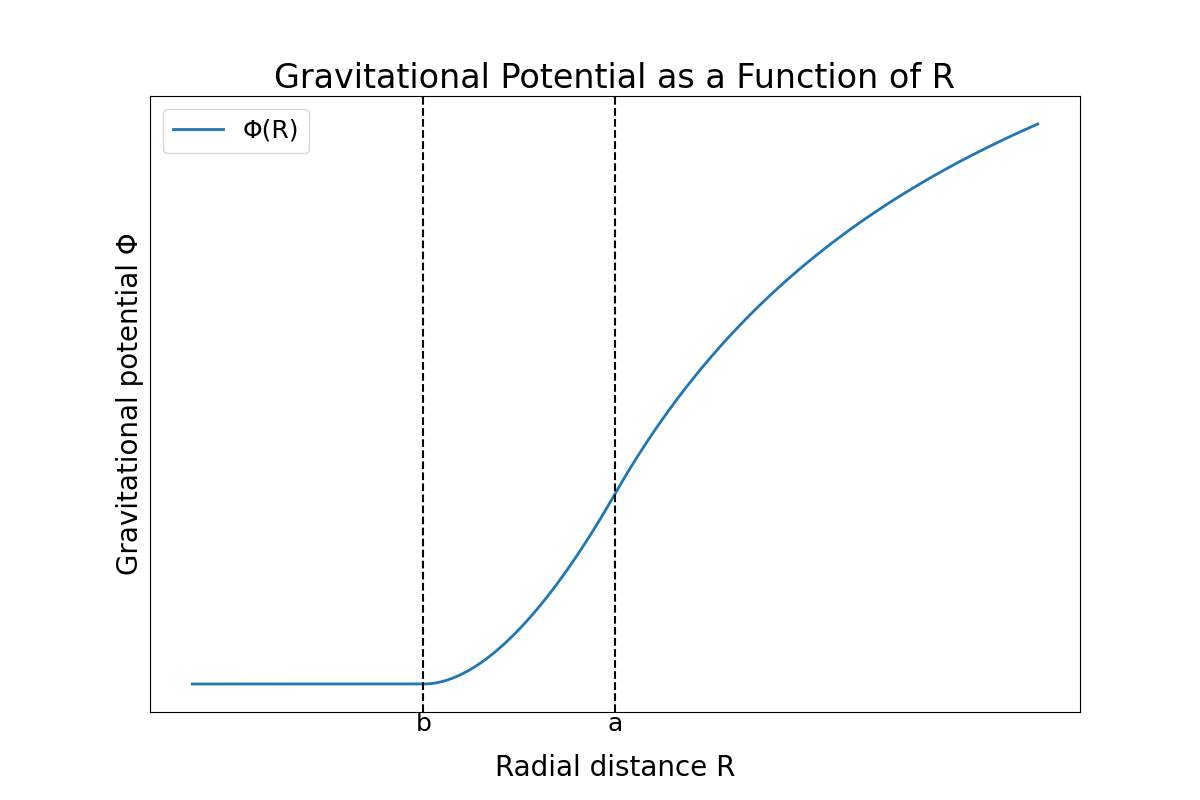 Gravitational Potential as a Function of R
Φ(R)
Gravitational potential Φ
b
a
Radial distance R